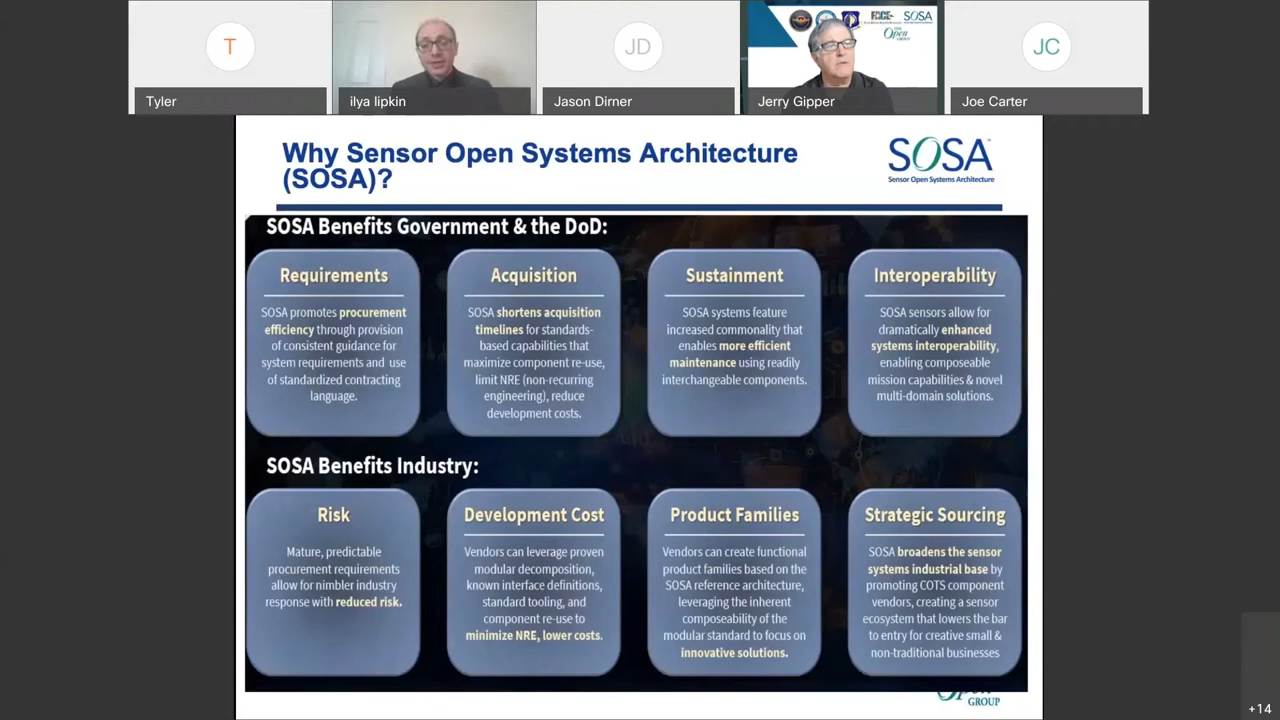 T
JD
JC
FACE
SOSA
THE
Open
GROUP
Tyler
ilya lipkin
Jason Dirner
Jerry Gipper
Joe Carter
Why Sensor Open Systems Architecture
(SOSA)?
SOSA™
Sensor Open Systems Architecture
SOSA Benefits Government & the DoD:
Requirements
SOSA promotes procurement
efficiency through provision
of consistent guidance for
system requirements and use
of standardized contracting
language.
Acquisition
SOSA shortens acquisition
timelines for standards-
based capabilities that
maximize component re-use,
limit NRE (non-recurring
engineering), reduce
development costs.
Sustainment
SOSA systems feature
increased commonality that
enables more efficient
maintenance using readily
interchangeable components.
Interoperability
SOSA sensors allow for
dramatically enhanced
systems interoperability,
enabling composeable
mission capabilities & novel
multi-domain solutions.
SOSA Benefits Industry:
Risk
Mature, predictable
procurement requirements
allow for nimbler industry
response with reduced risk.
Development Cost
Vendors can leverage proven
modular decomposition,
known interface definitions,
standard tooling, and
component re-use to
minimize NRE, lower costs.
Product Families
Vendors can create functional
product families based on the
SOSA reference architecture,
leveraging the inherent
composeability of the
modular standard to focus on
innovative solutions.
Strategic Sourcing
SOSA broadens the sensor
systems industrial base by
promoting COTS component
vendors, creating a sensor
ecosystem that lowers the bar
to entry for creative small &
non-traditional businesses
Open
GROUP
+14